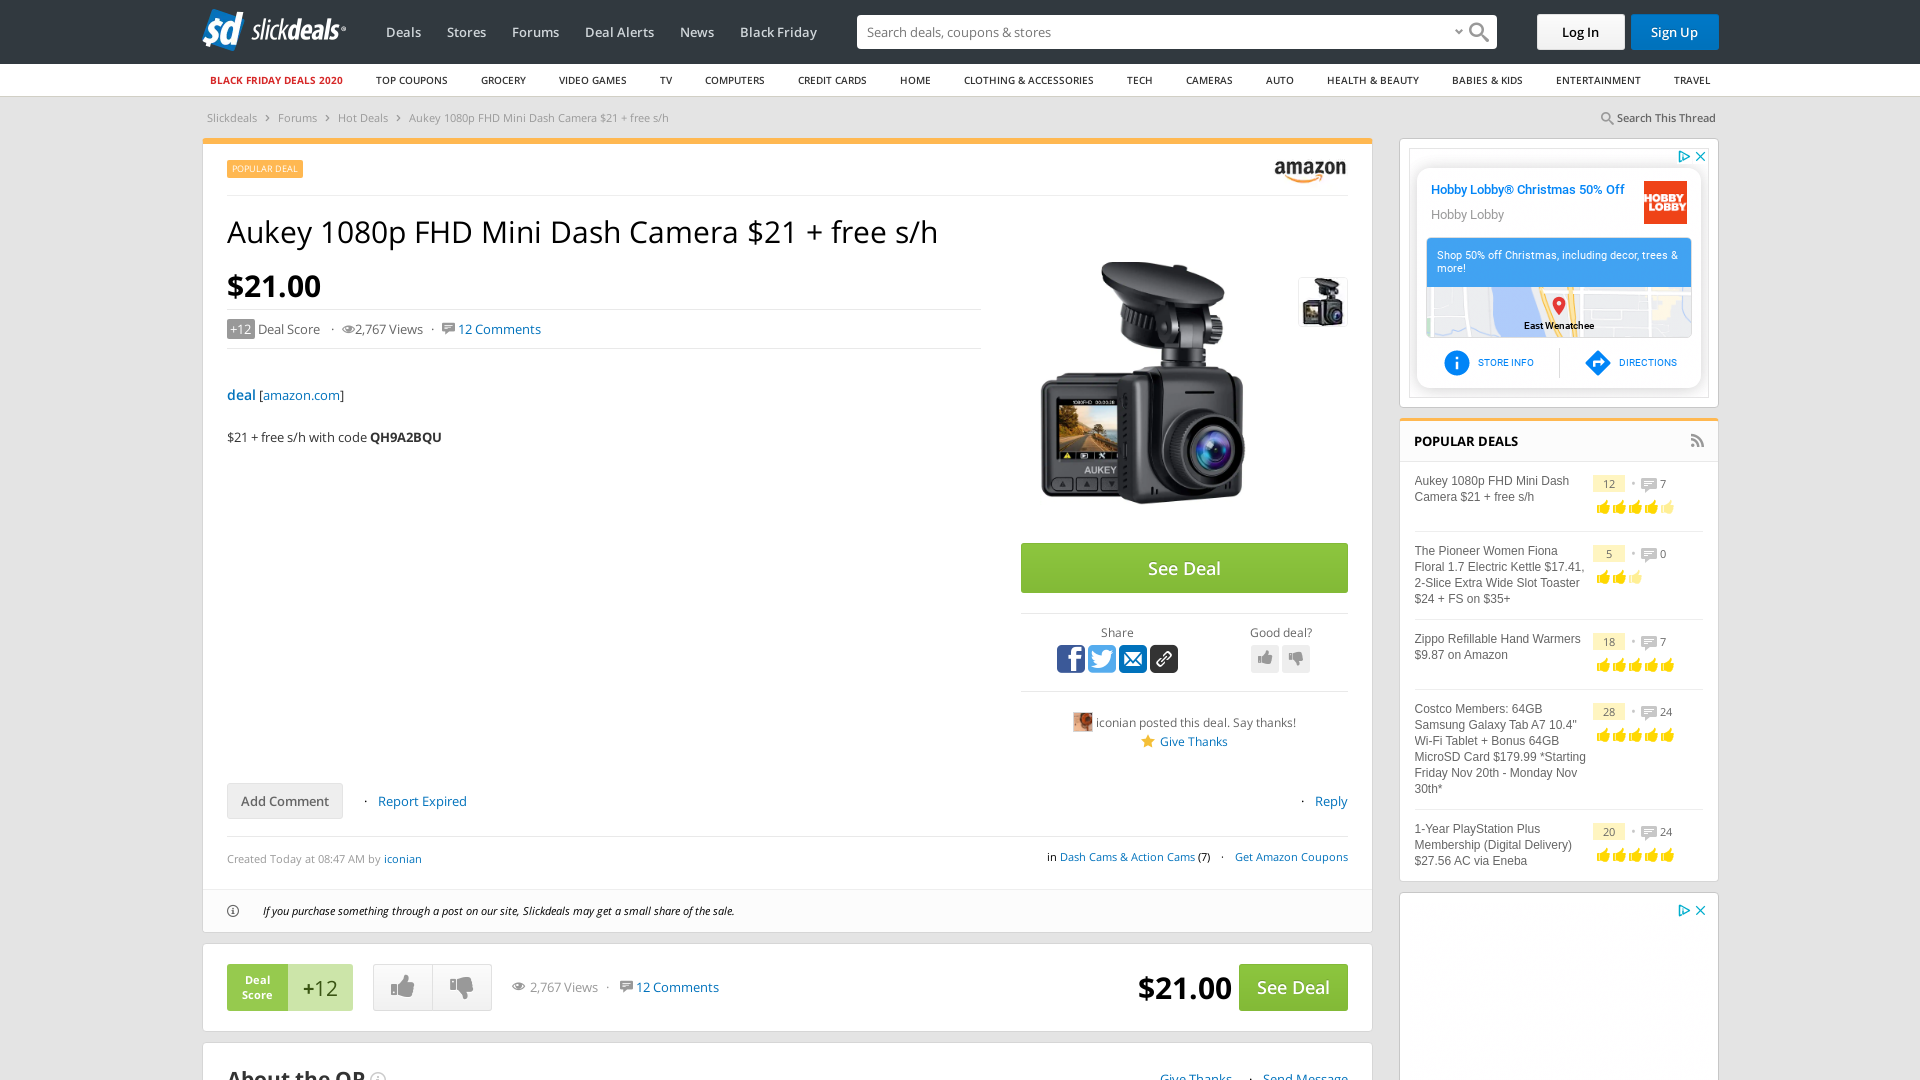 sd slickdeals
Deals Stores Forums Deal Alerts News Black Friday
Search deals, coupons & stores
Log In Sign Up
BLACK FRIDAY DEALS 2020 TOP COUPONS GROCERY VIDEO GAMES TV COMPUTERS CREDIT CARDS HOME CLOTHING & ACCESSORIES TECH CAMERAS AUTO HEALTH & BEAUTY BABIES & KIDS ENTERTAINMENT TRAVEL
Slickdeals › Forums › Hot Deals › Aukey 1080p FHD Mini Dash Camera $21 + free s/h
Search This Thread
POPULAR DEAL
amazon
Aukey 1080p FHD Mini Dash Camera $21 + free s/h
$21.00
+12 Deal Score · 2,767 Views · 12 Comments
deal [amazon.com]
$21 + free s/h with code QH9A2BQU
AUKEY
See Deal
Share
Good deal?
iconian posted this deal. Say thanks!
Give Thanks
Add Comment · Report Expired
· Reply
Created Today at 08:47 AM by iconian
in Dash Cams & Action Cams (7) · Get Amazon Coupons
If you purchase something through a post on our site, Slickdeals may get a small share of the sale.
Deal Score +12
2,767 Views · 12 Comments
$21.00 See Deal
About the OP
Give Thanks · Send Message
Hobby Lobby® Christmas 50% Off
Hobby Lobby
HOBBY LOBBY
Shop 50% off Christmas, including decor, trees &
more!
East Wenatchee
STORE INFO DIRECTIONS
POPULAR DEALS
Aukey 1080p FHD Mini Dash
Camera $21 + free s/h
12 · 7
The Pioneer Women Fiona
Floral 1.7 Electric Kettle $17.41,
2-Slice Extra Wide Slot Toaster
$24 + FS on $35+
5 · 0
Zippo Refillable Hand Warmers
$9.87 on Amazon
18 · 7
Costco Members: 64GB
Samsung Galaxy Tab A7 10.4"
Wi-Fi Tablet + Bonus 64GB
MicroSD Card $179.99 *Starting
Friday Nov 20th - Monday Nov
30th*
28 · 24
1-Year PlayStation Plus
Membership (Digital Delivery)
$27.56 AC via Eneba
20 · 24